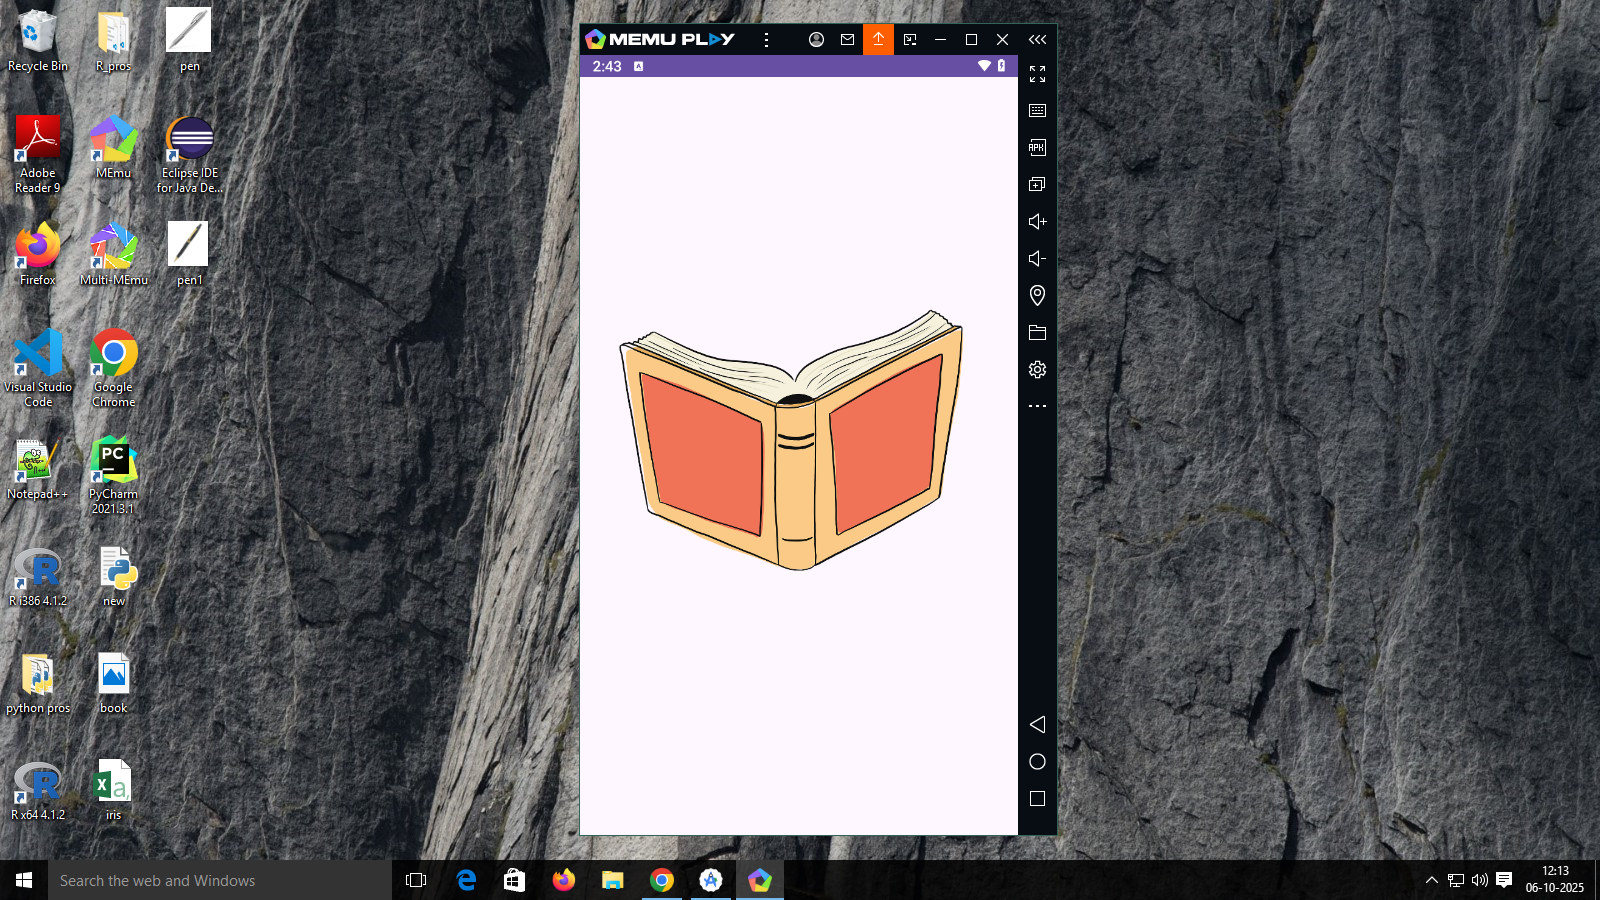 Recycle Bin
R_pros
pen
Adobe
Reader 9
MEmu
Eclipse IDE
for Java De...
Firefox
Multi-MEmu
pen1
Visual Studio
Code
Google
Chrome
Notepad++
PC
PyCharm
2021.3.1
R i386 4.1.2
new
python pros
book
R x64 4.1.2
iris
MEMU PLAY
2:43
APK
Search the web and Windows
12:13
06-10-2025